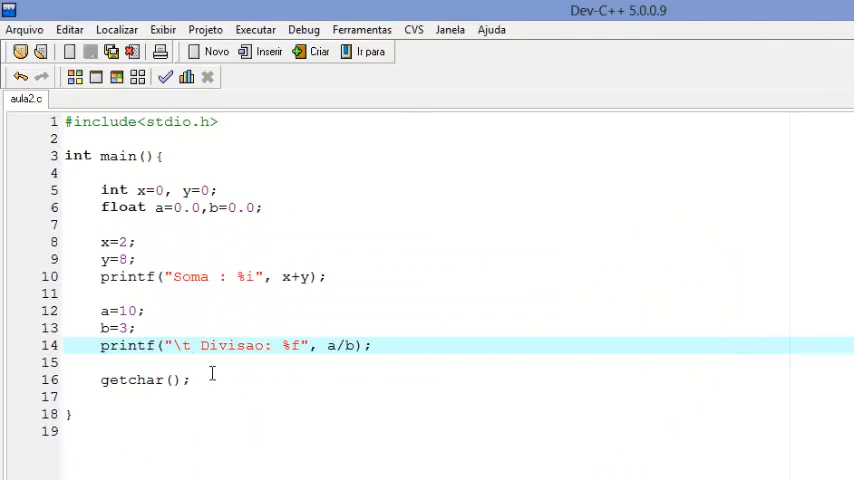 Dev-C++ 5.0.0.9
Arquivo Editar Localizar Exibir Projeto Executar Debug Ferramentas CVS Janela Ajuda
Novo Inserir Criar Ir para
aula2.c
1 #include<stdio.h>
2
3 int main(){
4
5 int x=0, y=0;
6 float a=0.0,b=0.0;
7
8 x=2;
9 y=8;
10 printf("Soma : %i", x+y);
11
12 a=10;
13 b=3;
14 printf("\t Divisao: %f", a/b);
15
16 getchar();
17
18 }
19